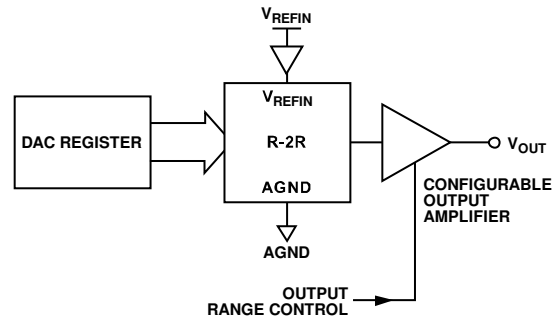 VREFIN
VREFIN
DAC REGISTER
R-2R
AGND
AGND
VOUT
CONFIGURABLE
OUTPUT
AMPLIFIER
OUTPUT
RANGE CONTROL